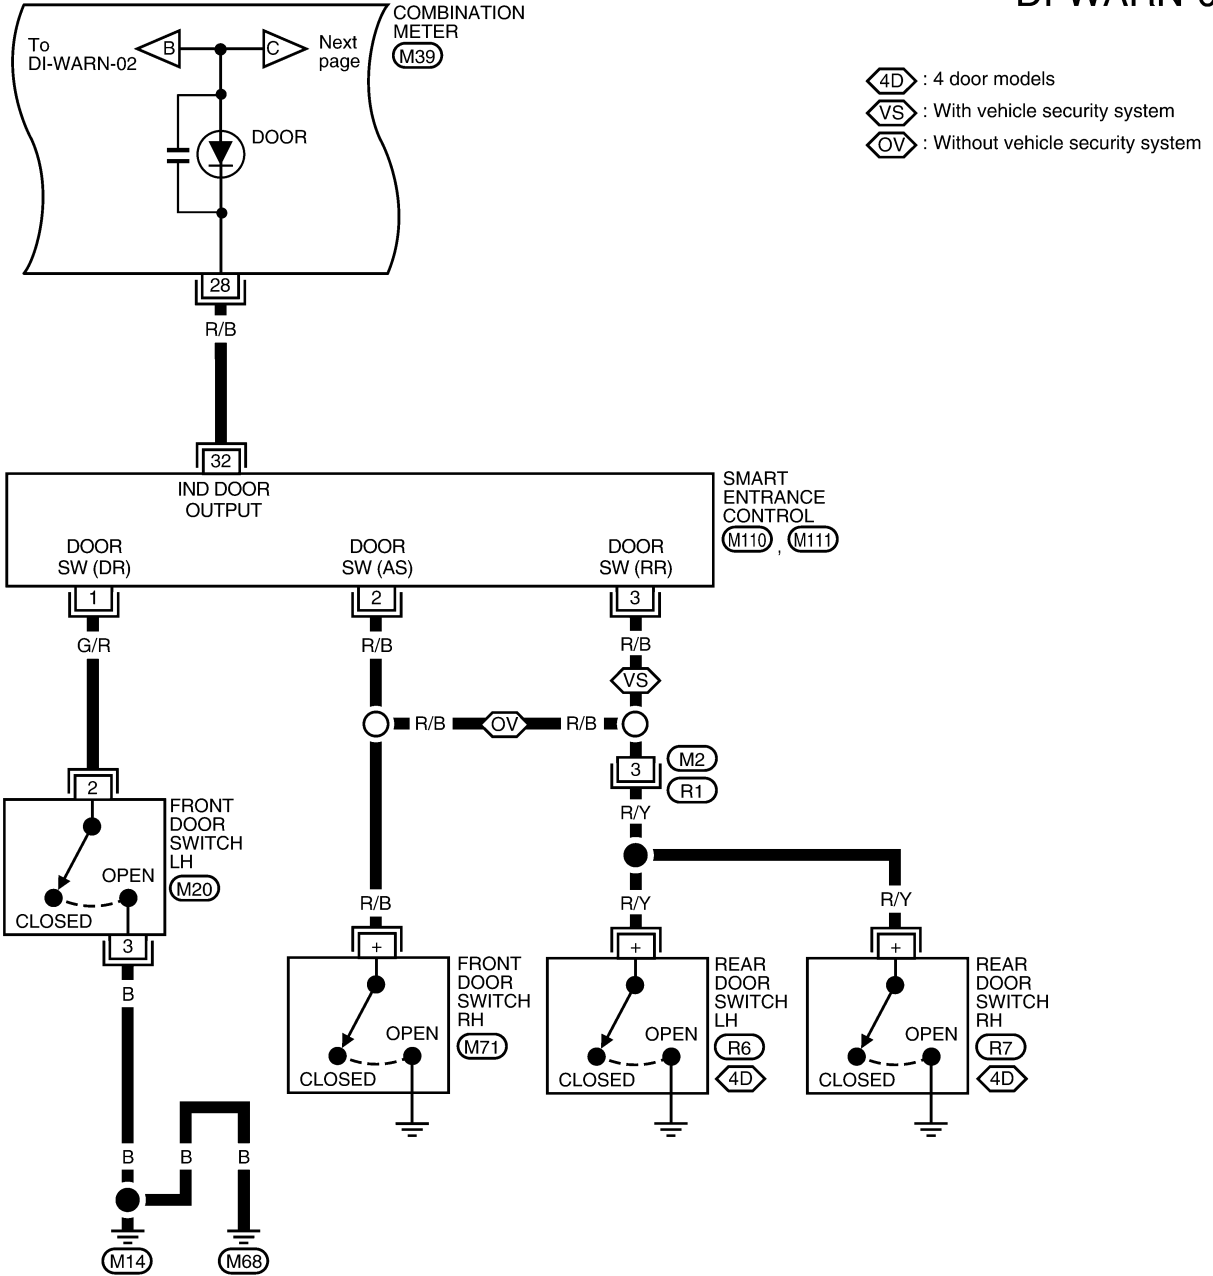 DI-WARN-0
COMBINATION
METER
M39
To
DI-WARN-02
B
C
Next
page
DOOR
4D : 4 door models
VS : With vehicle security system
OV : Without vehicle security system
28
R/B
32
IND DOOR
OUTPUT
SMART
ENTRANCE
CONTROL
M110 , M111
DOOR
SW (DR)
DOOR
SW (AS)
DOOR
SW (RR)
1
2
3
G/R
R/B
R/B
VS
R/B
OV
R/B
3
M2
R1
R/Y
2
FRONT
DOOR
SWITCH
LH
M20
OPEN
CLOSED
3
B
R/B
R/Y
R/Y
+
+
+
FRONT
DOOR
SWITCH
RH
M71
OPEN
CLOSED
REAR
DOOR
SWITCH
LH
R6
4D
OPEN
CLOSED
REAR
DOOR
SWITCH
RH
R7
4D
OPEN
CLOSED
B
B
B
M14
M68